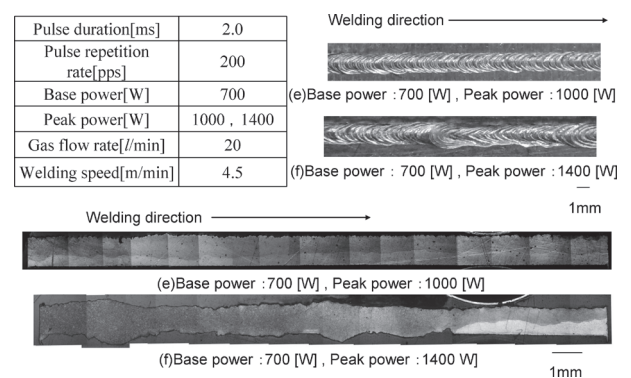 Pulse duration[ms] 2.0
Pulse repetition
rate[pps] 200
Base power[W] 700
Peak power[W] 1000 , 1400
Gas flow rate[l/min] 20
Welding speed[m/min] 4.5
Welding direction
(e)Base power :700 [W] , Peak power:1000 [W]
(f)Base power : 700 [W] , Peak power:1400 [W]
1mm
Welding direction
(e)Base power :700 [W] , Peak power:1000 [W]
(f)Base power :700 [W] , Peak power:1400 W]
1mm